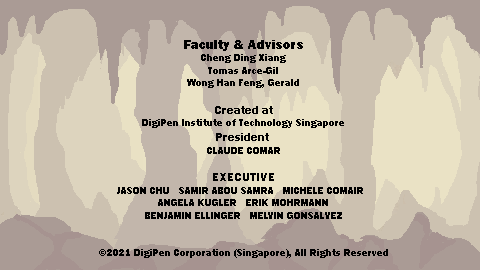 Faculty & Advisors
Cheng Ding Xiang
Tomas Arce-Gil
Wong Han Feng, Gerald
Created at
DigiPen Institute of Technology Singapore
President
CLAUDE COMAR
EXECUTIVE
JASON CHU SAMIR ABOU SAMRA MICHELE COMAIR
ANGELA KUGLER ERIK MOHRMANN
BENJAMIN ELLINGER MELVIN GONSALVEZ
©2021 DigiPen Corporation (Singapore), All Rights Reserved